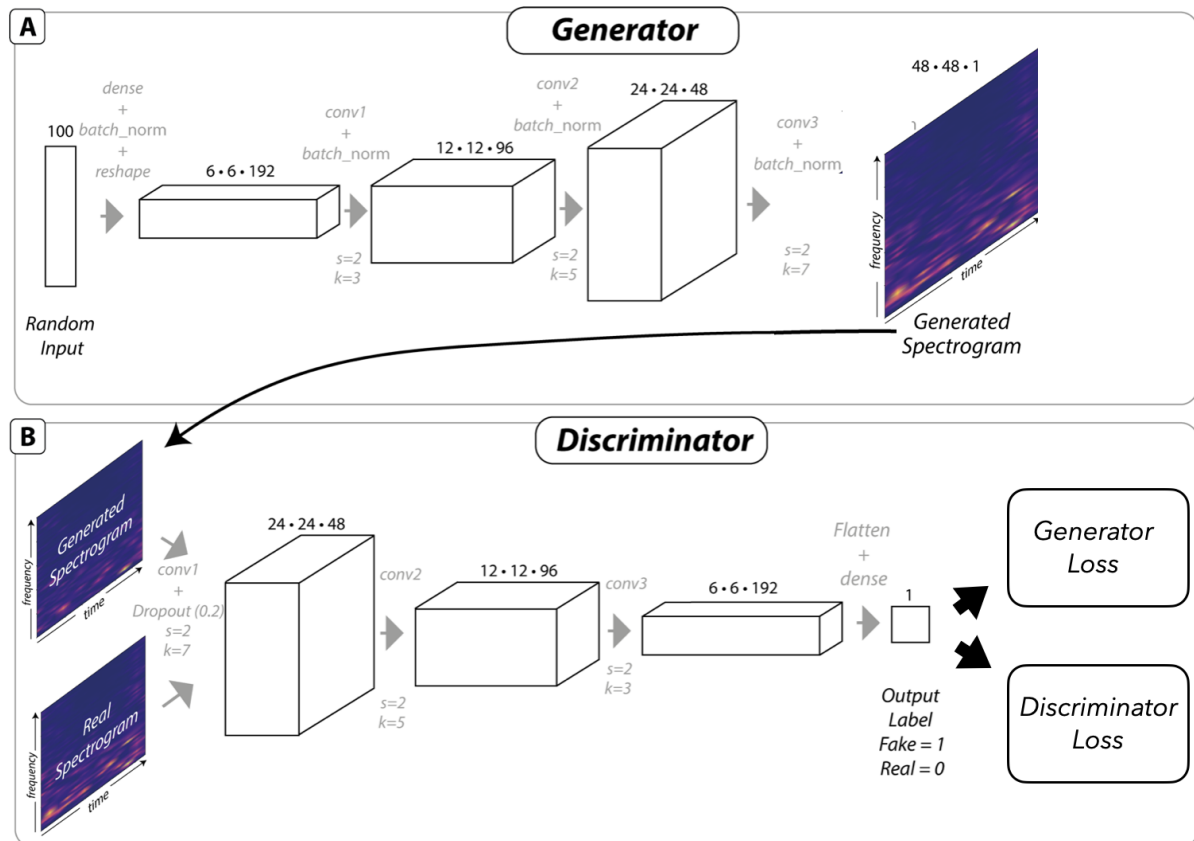 A
Generator
100
dense
+
batch_norm
+
reshape
6 • 6 • 192
conv1
+
batch_norm
s=2
k=3
12 • 12 • 96
conv2
+
batch_norm
s=2
k=5
24 • 24 • 48
conv3
+
batch_norm
s=2
k=7
48 • 48 • 1
frequency
time
Random
Input
Generated
Spectrogram
B
Discriminator
Generated
Spectrogram
frequency
time
Real
Spectrogram
frequency
time
conv1
+
Dropout (0.2)
s=2
k=7
24 • 24 • 48
conv2
s=2
k=5
12 • 12 • 96
conv3
s=2
k=3
6 • 6 • 192
Flatten
+
dense
1
Output
Label
Fake = 1
Real = 0
Generator
Loss
Discriminator
Loss